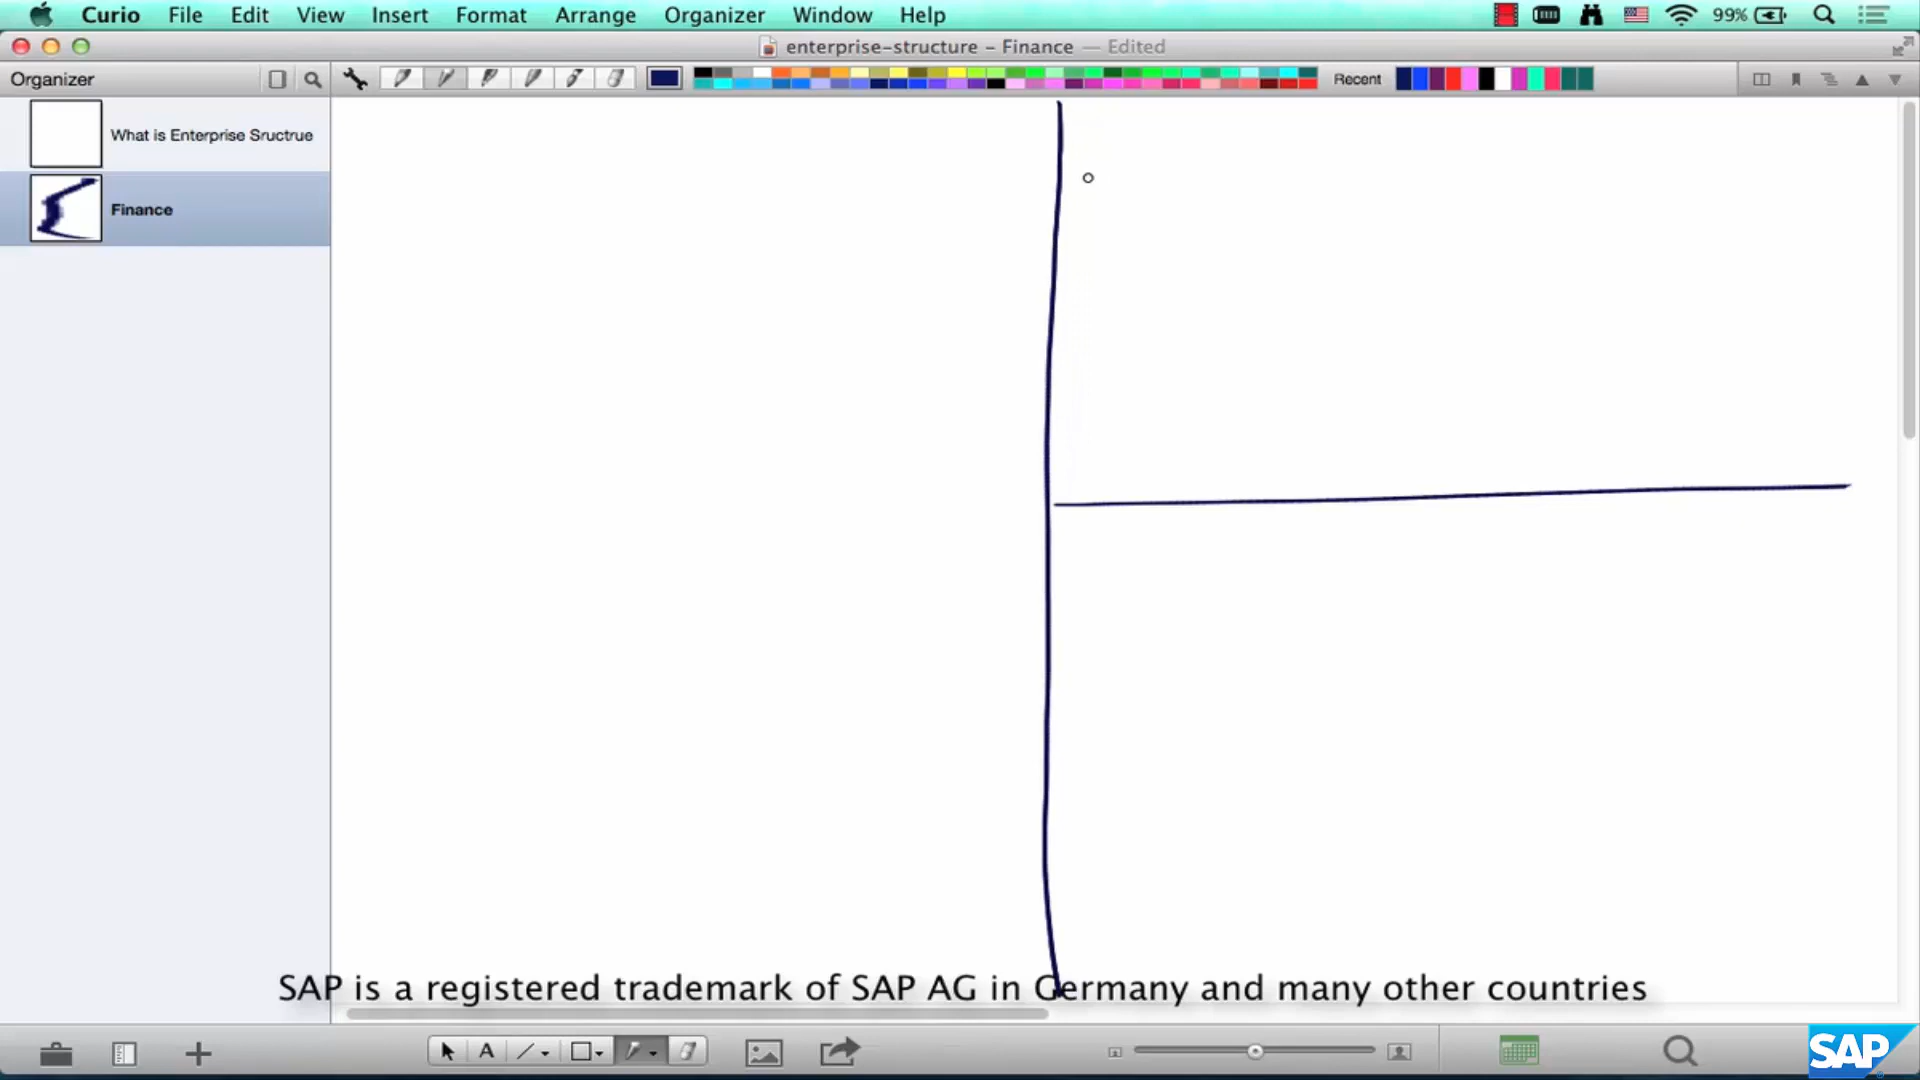 Curio File Edit View Insert Format Arrange Organizer Window Help 99%
enterprise-structure – Finance — Edited
Organizer Recent
What is Enterprise Sructrue
Finance
SAP is a registered trademark of SAP AG in Germany and many other countries
A
SAP